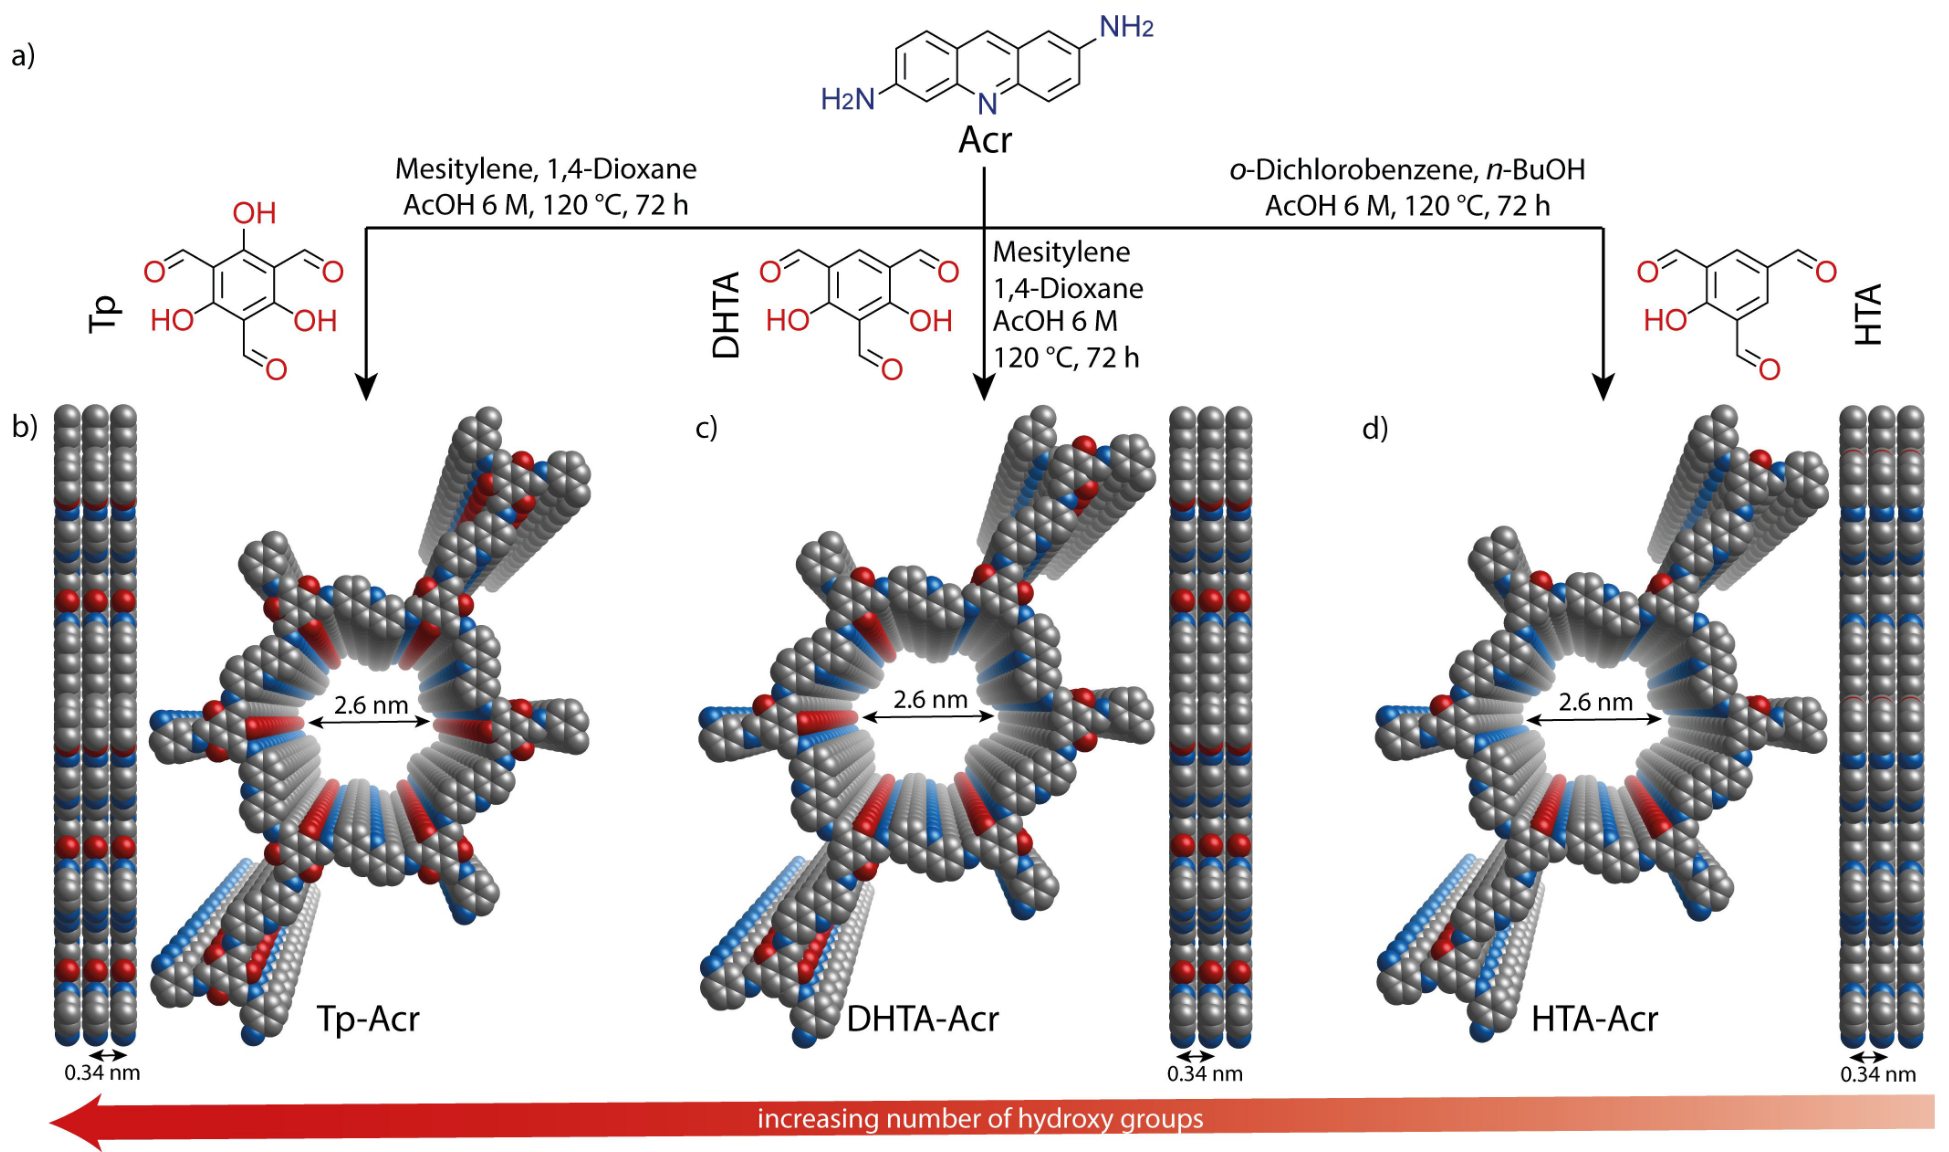 a)
NH2
H2N
N
Acr
Mesitylene, 1,4-Dioxane
AcOH 6 M, 120 °C, 72 h
o-Dichlorobenzene, n-BuOH
AcOH 6 M, 120 °C, 72 h
Tp
OH
O
O
HO
OH
O
DHTA
O
O
HO
OH
O
Mesitylene
1,4-Dioxane
AcOH 6 M
120 °C, 72 h
O
O
HO
O
HTA
b)
2.6 nm
Tp-Acr
0.34 nm
c)
2.6 nm
DHTA-Acr
0.34 nm
d)
2.6 nm
HTA-Acr
0.34 nm
increasing number of hydroxy groups